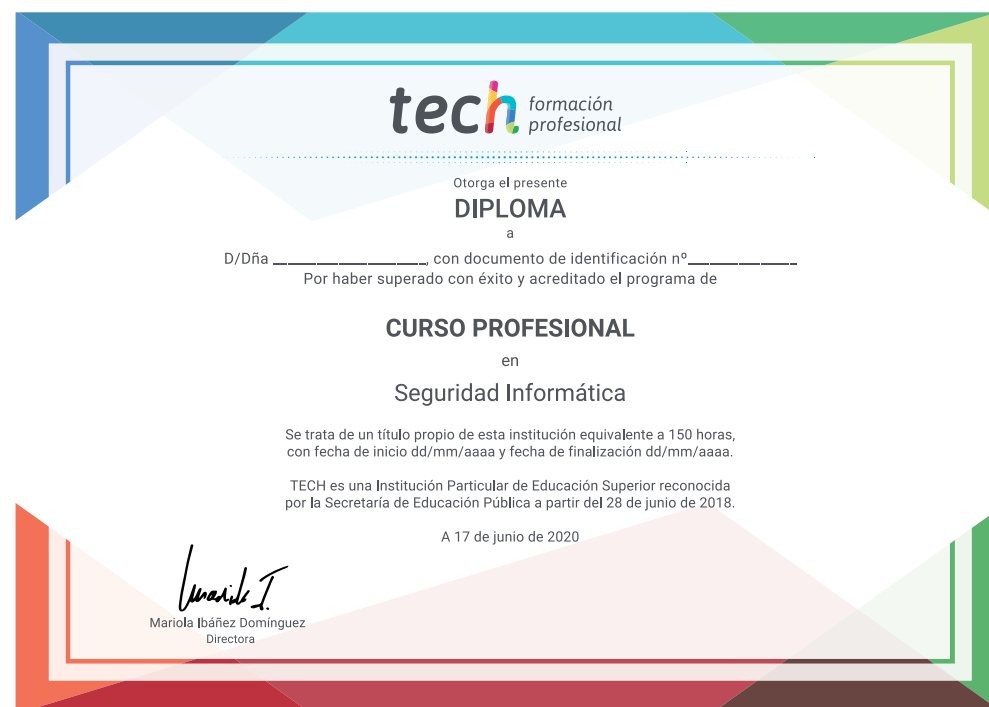 tech formación
profesional
Otorga el presente
DIPLOMA
a
D/Dña ____________________, con documento de identificación nº______________
Por haber superado con éxito y acreditado el programa de
CURSO PROFESIONAL
en
Seguridad Informática
Se trata de un título propio de esta institución equivalente a 150 horas,
con fecha de inicio dd/mm/aaaa y fecha de finalización dd/mm/aaaa.
TECH es una Institución Particular de Educación Superior reconocida
por la Secretaría de Educación Pública a partir del 28 de junio de 2018.
A 17 de junio de 2020
Mariola Ibáñez Domínguez
Directora